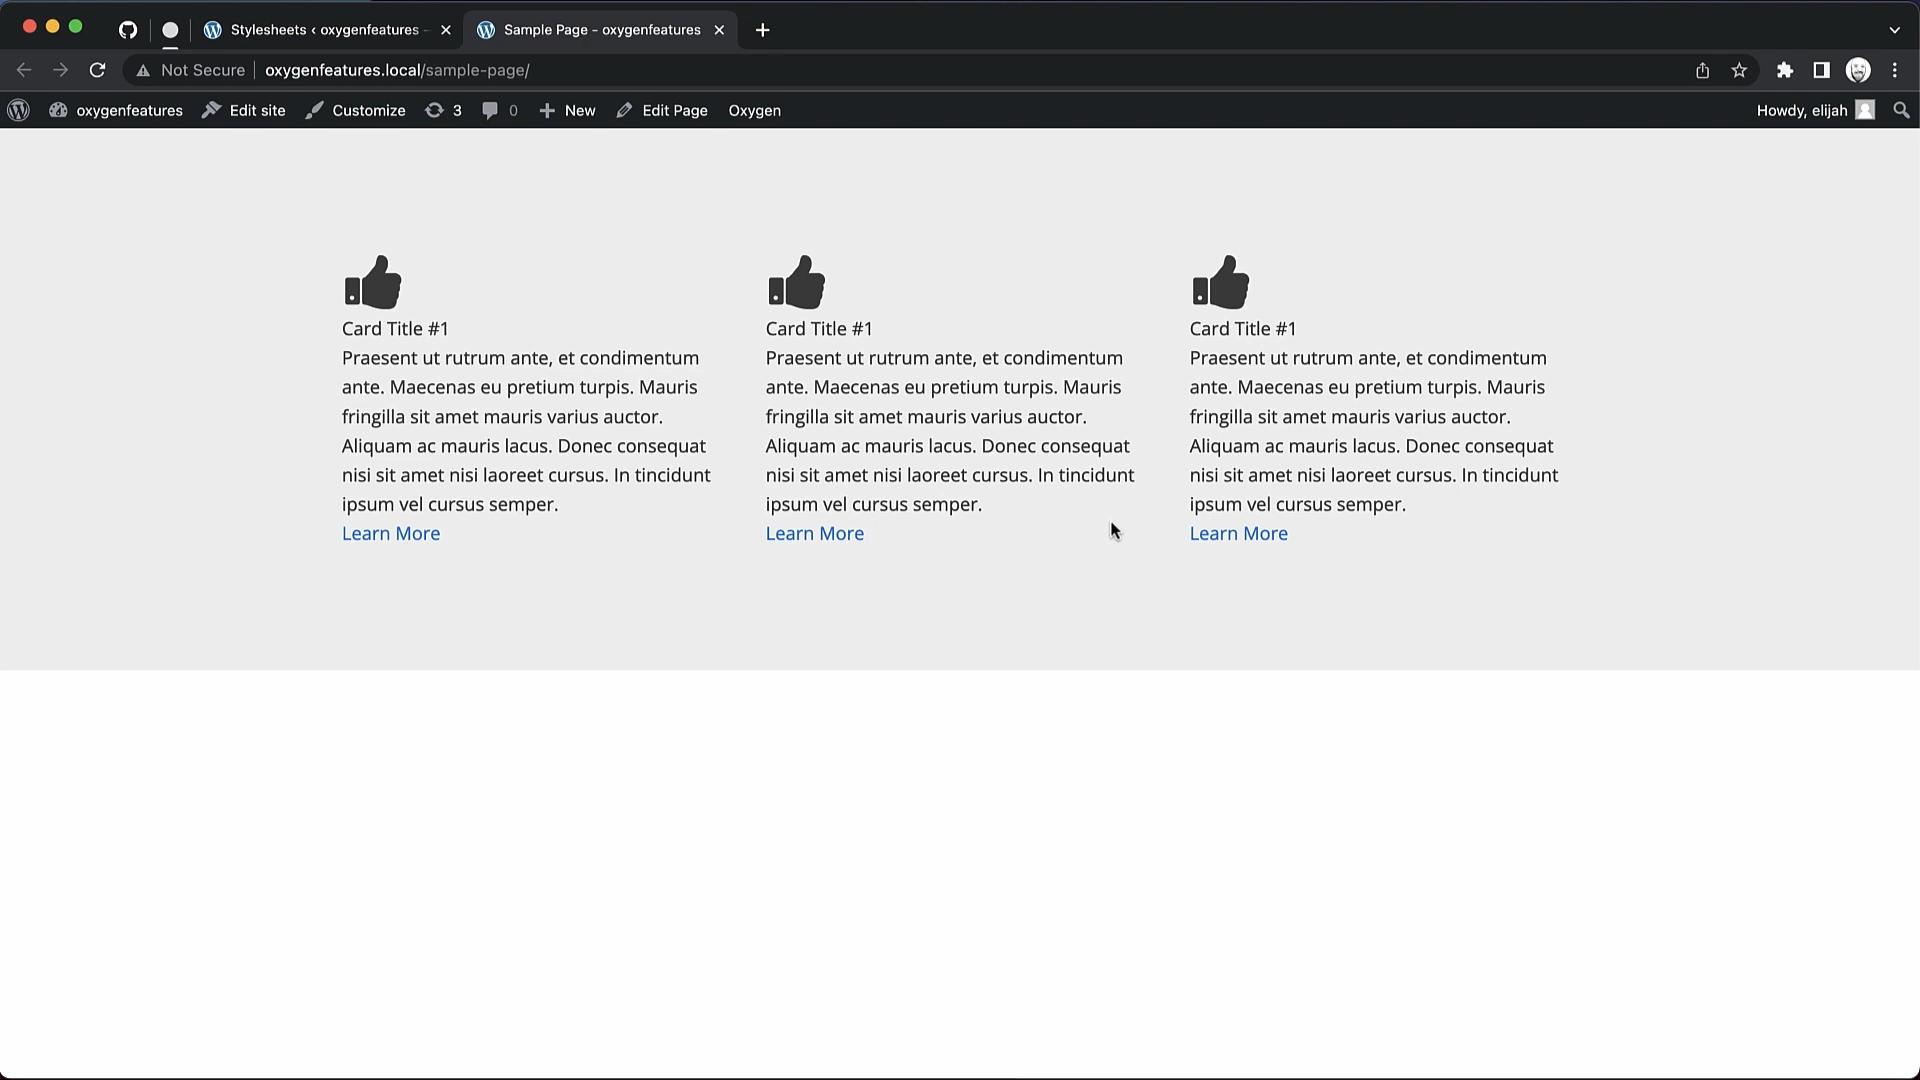 Stylesheets ‹ oxygenfeatures -
Sample Page - oxygenfeatures
Not Secure
oxygenfeatures.local/sample-page/
oxygenfeatures
Edit site
Customize
3
0
New
Edit Page
Oxygen
Howdy, elijah
Card Title #1
Praesent ut rutrum ante, et condimentum
ante. Maecenas eu pretium turpis. Mauris
fringilla sit amet mauris varius auctor.
Aliquam ac mauris lacus. Donec consequat
nisi sit amet nisi laoreet cursus. In tincidunt
ipsum vel cursus semper.
Learn More
Card Title #1
Praesent ut rutrum ante, et condimentum
ante. Maecenas eu pretium turpis. Mauris
fringilla sit amet mauris varius auctor.
Aliquam ac mauris lacus. Donec consequat
nisi sit amet nisi laoreet cursus. In tincidunt
ipsum vel cursus semper.
Learn More
Card Title #1
Praesent ut rutrum ante, et condimentum
ante. Maecenas eu pretium turpis. Mauris
fringilla sit amet mauris varius auctor.
Aliquam ac mauris lacus. Donec consequat
nisi sit amet nisi laoreet cursus. In tincidunt
ipsum vel cursus semper.
Learn More